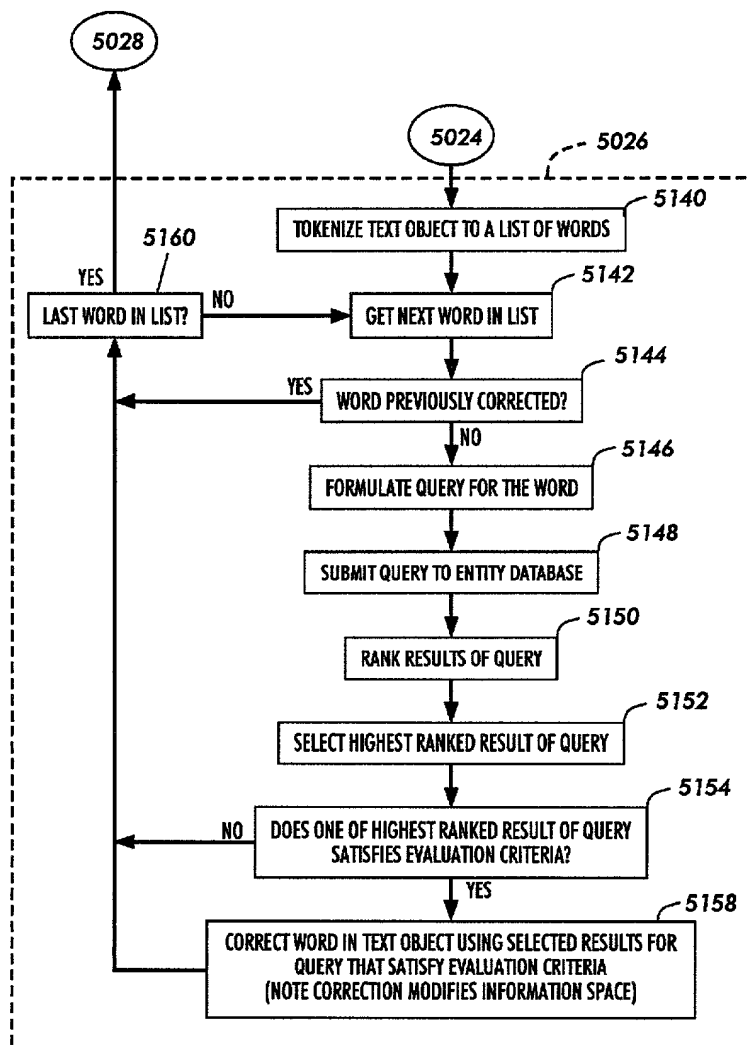 5028
5024
5026
5140
TOKENIZE TEXT OBJECT TO A LIST OF WORDS
5160
5142
YES
NO
LAST WORD IN LIST?
GET NEXT WORD IN LIST
5144
YES
WORD PREVIOUSLY CORRECTED?
NO
5146
FORMULATE QUERY FOR THE WORD
5148
SUBMIT QUERY TO ENTITY DATABASE
5150
RANK RESULTS OF QUERY
5152
SELECT HIGHEST RANKED RESULT OF QUERY
5154
NO
DOES ONE OF HIGHEST RANKED RESULT OF QUERY
SATISFIES EVALUATION CRITERIA?
YES
5158
CORRECT WORD IN TEXT OBJECT USING SELECTED RESULTS FOR
QUERY THAT SATISFY EVALUATION CRITERIA
(NOTE CORRECTION MODIFIES INFORMATION SPACE)